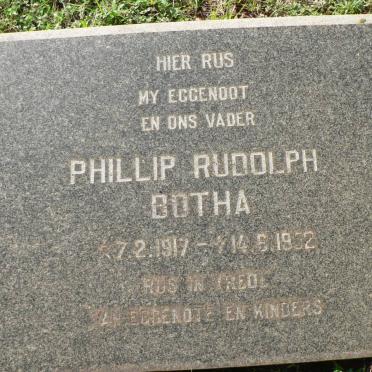 HIER RUS
MY EGGENOOT
EN ONS VADER
PHILLIP RUDOLPH
BOTHA
*7.2.1917 – †14.6.1982
RUS IN VREDE
VAN EGGENOTE EN KINDERS